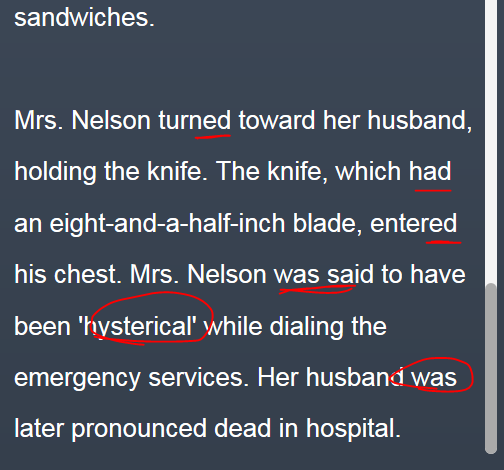 sandwiches.
Mrs. Nelson turned toward her husband,
holding the knife. The knife, which had
an eight-and-a-half-inch blade, entered
his chest. Mrs. Nelson was said to have
been 'hysterical' while dialing the
emergency services. Her husband was
later pronounced dead in hospital.